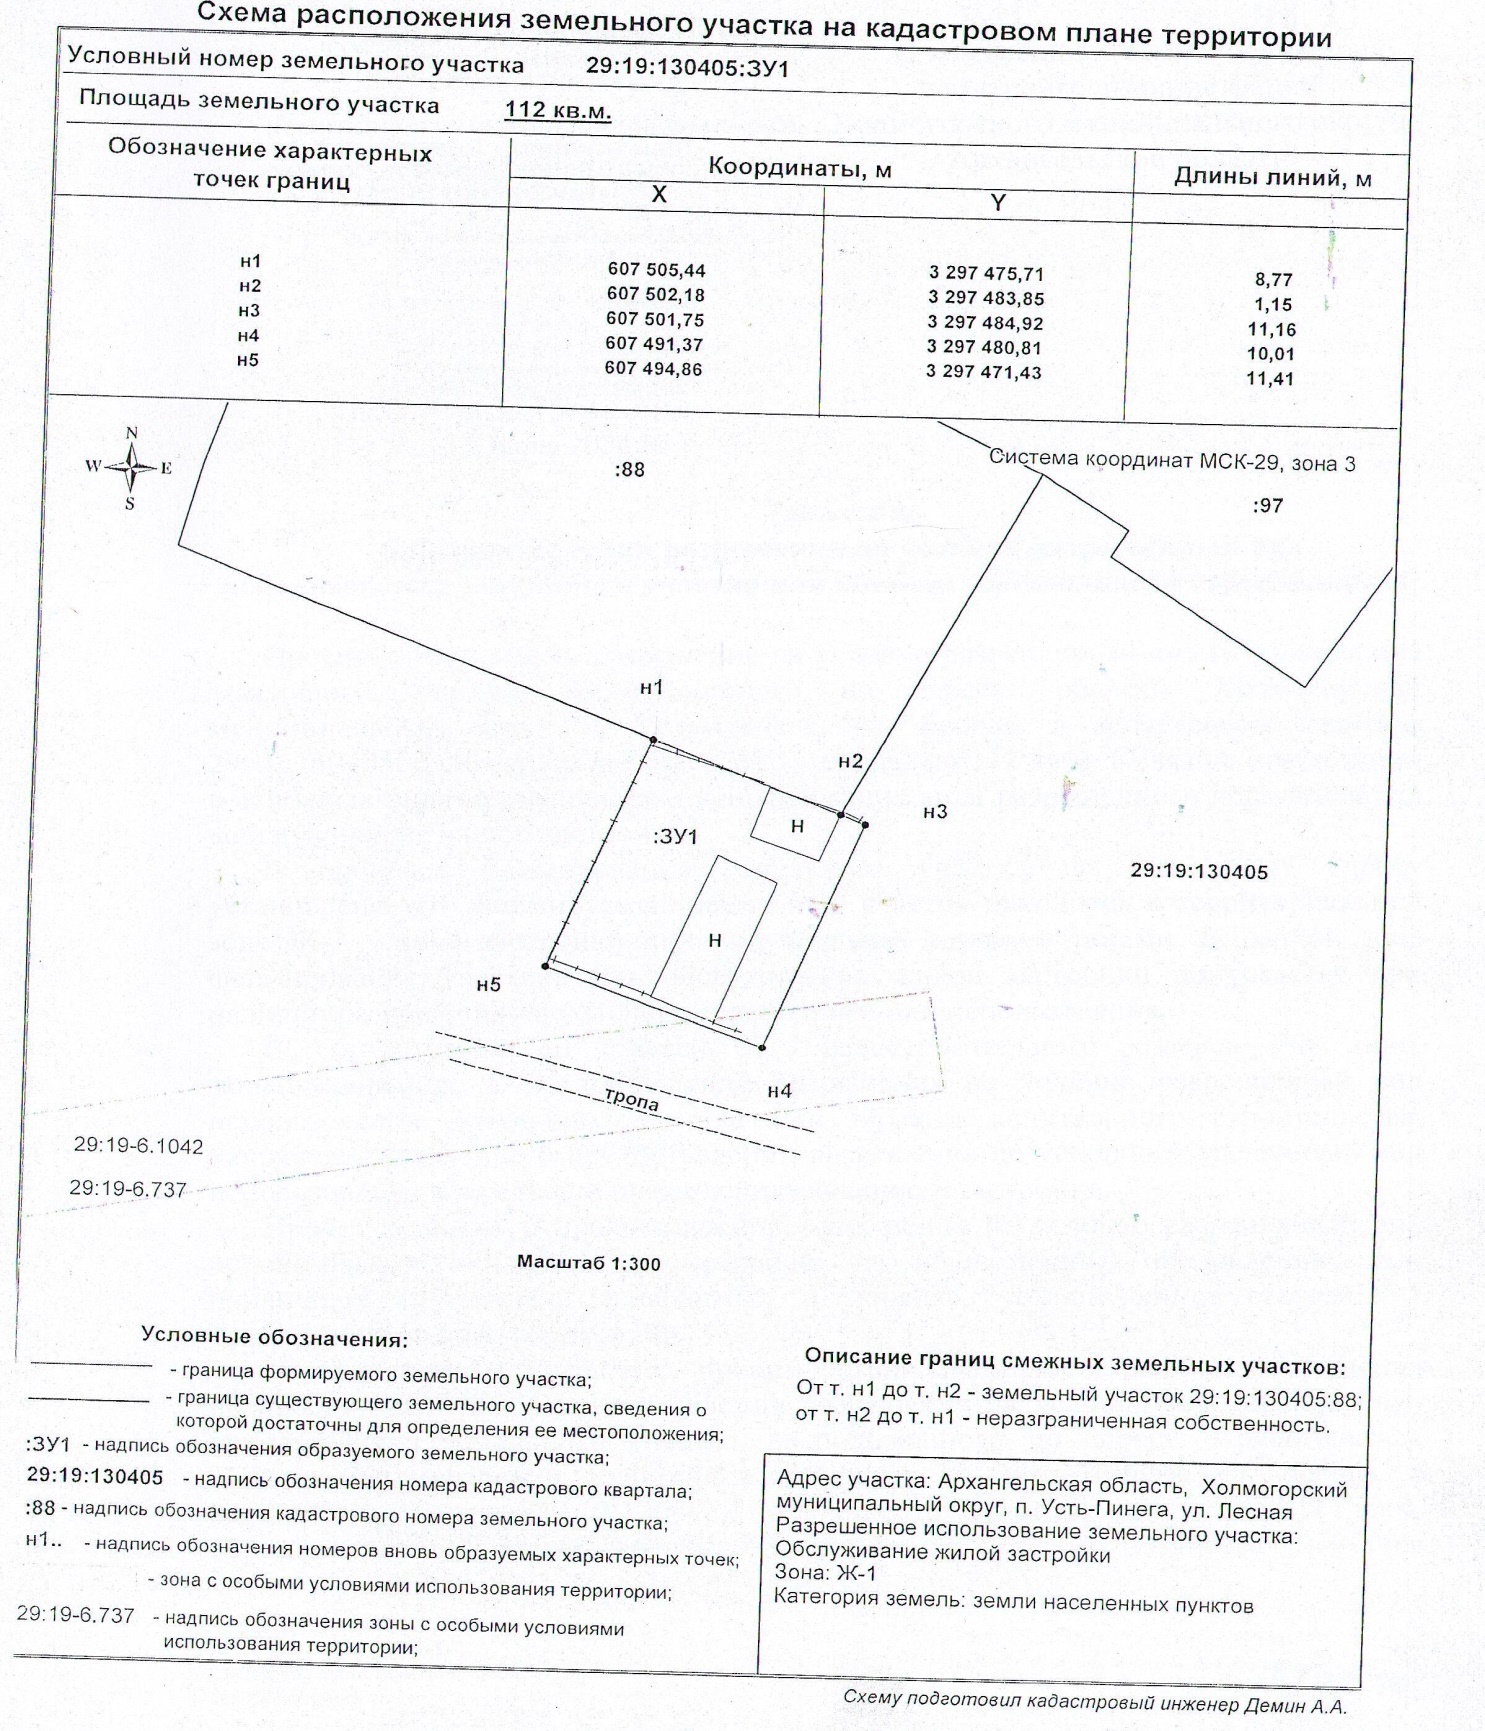 Схема расположения земельного участка на кадастровом плане территории
Условный номер земельного участка 29:19:130405:ЗУ1
Площадь земельного участка 112 кв.м.
Обозначение характерных точек границ Координаты, м Длины линий, м
X Y
н1 607 505,44 3 297 475,71 8,77
н2 607 502,18 3 297 483,85 1,15
н3 607 501,75 3 297 484,92 11,16
н4 607 491,37 3 297 480,81 10,01
н5 607 494,86 3 297 471,43 11,41
N
W E
S
:88
Система координат МСК-29, зона 3
:97
н1
н2
н3
Н
:ЗУ1
29:19:130405
Н
н5
н4
тропа
29:19-6.1042
29:19-6.737
Масштаб 1:300
Условные обозначения:
- граница формируемого земельного участка;
- граница существующего земельного участка, сведения о
которой достаточны для определения ее местоположения;
:ЗУ1 - надпись обозначения образуемого земельного участка;
29:19:130405 - надпись обозначения номера кадастрового квартала;
:88 - надпись обозначения кадастрового номера земельного участка;
н1.. - надпись обозначения номеров вновь образуемых характерных точек;
- зона с особыми условиями использования территории;
29:19-6.737 - надпись обозначения зоны с особыми условиями
использования территории;
Описание границ смежных земельных участков:
От т. н1 до т. н2 - земельный участок 29:19:130405:88;
от т. н2 до т. н1 - неразграниченная собственность.
Адрес участка: Архангельская область, Холмогорский
муниципальный округ, п. Усть-Пинега, ул. Лесная
Разрешенное использование земельного участка:
Обслуживание жилой застройки
Зона: Ж-1
Категория земель: земли населенных пунктов
Схему подготовил кадастровый инженер Демин А.А.